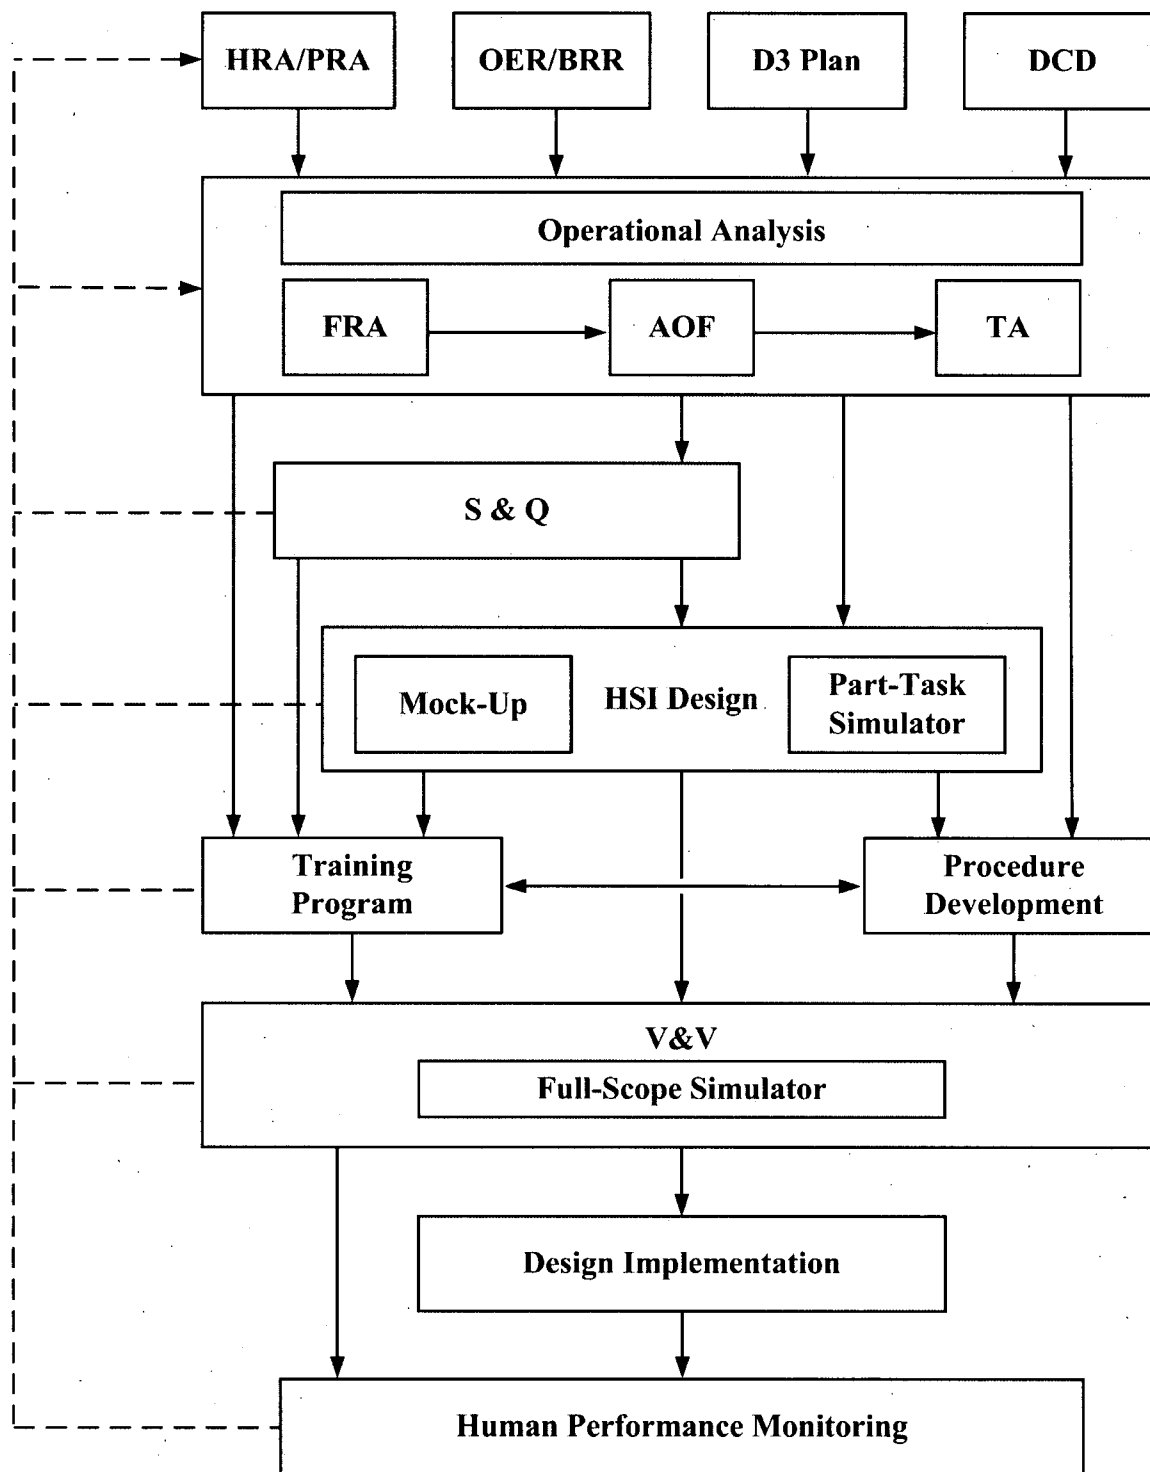 HRA/PRA
OER/BRR
D3 Plan
DCD
Operational Analysis
FRA
AOF
TA
S & Q
Mock-Up
HSI Design
Part-Task
Simulator
Training
Program
Procedure
Development
V&V
Full-Scope Simulator
Design Implementation
Human Performance Monitoring